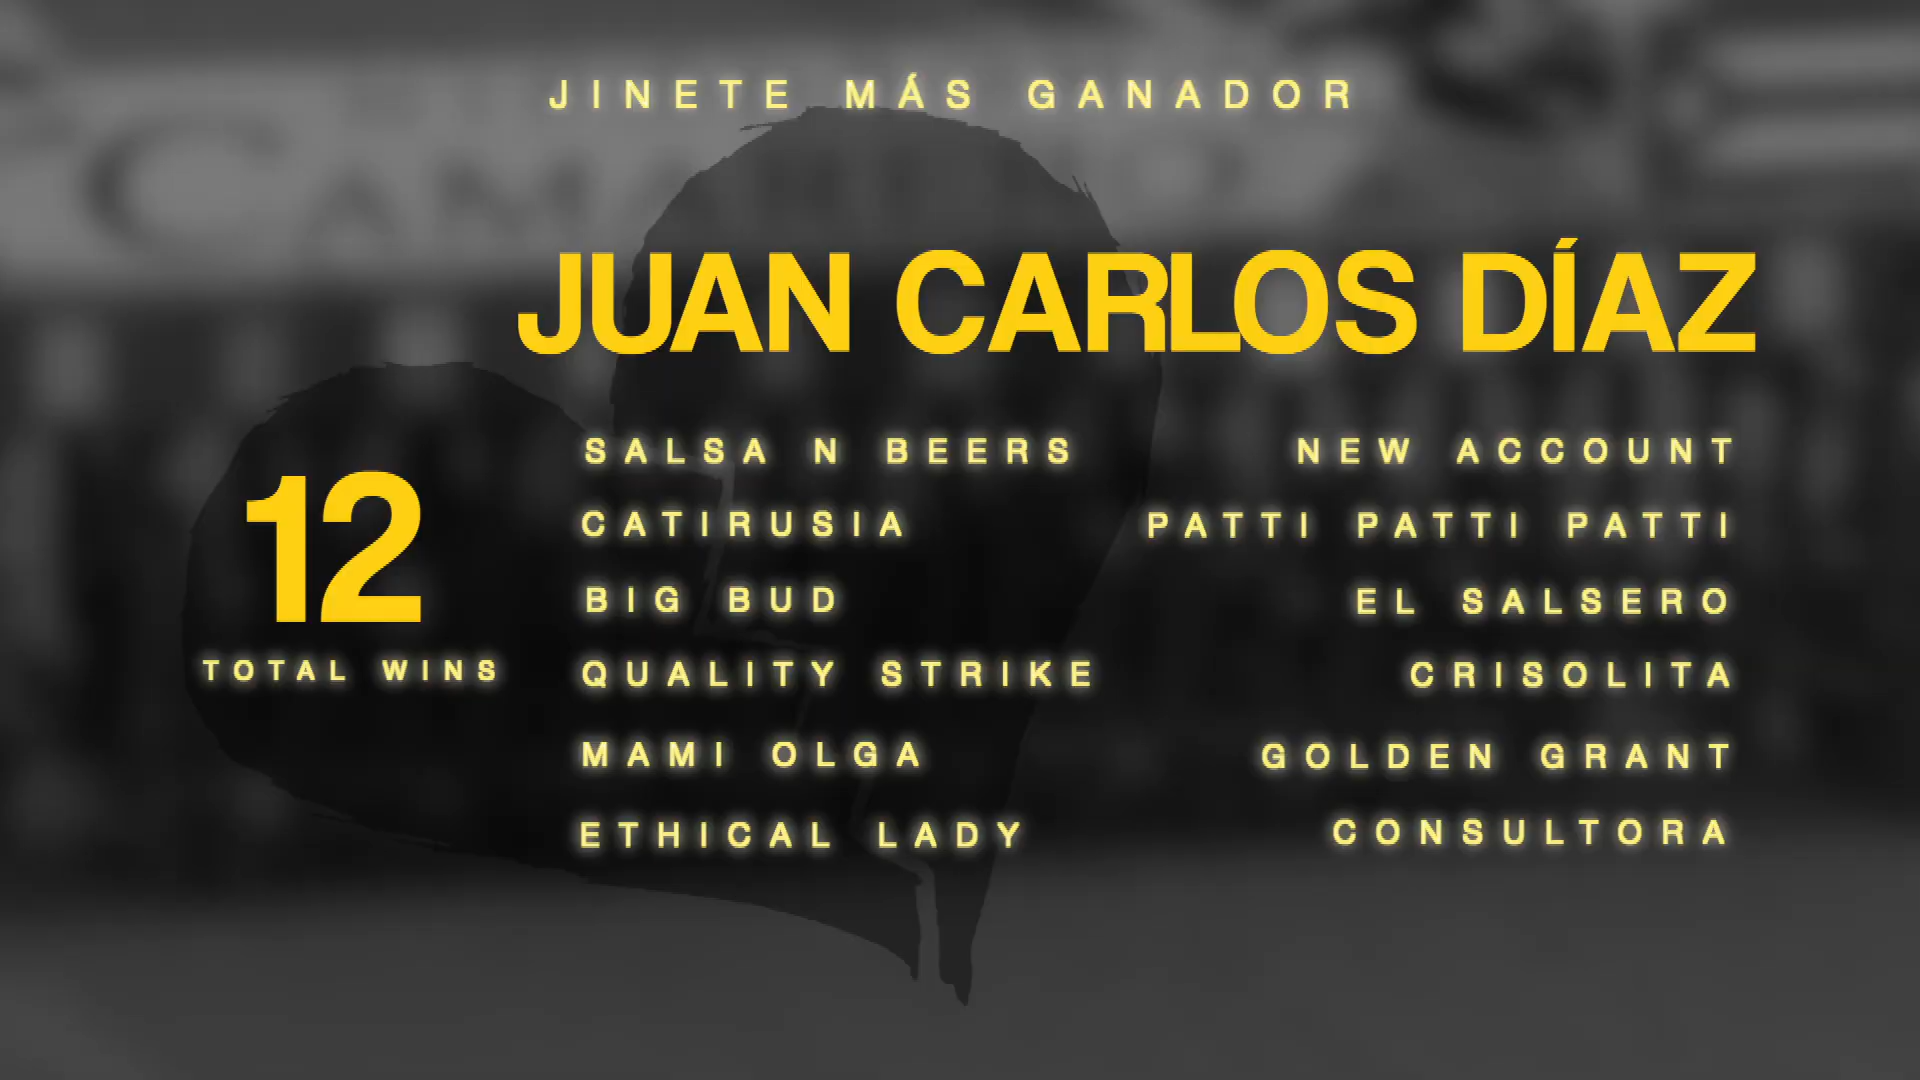 JINETE MÁS GANADOR
JUAN CARLOS DÍAZ
12
TOTAL WINS
SALSA N BEERS
CATIRUSIA
BIG BUD
QUALITY STRIKE
MAMI OLGA
ETHICAL LADY
NEW ACCOUNT
PATTI PATTI PATTI
EL SALSERO
CRISOLITA
GOLDEN GRANT
CONSULTORA